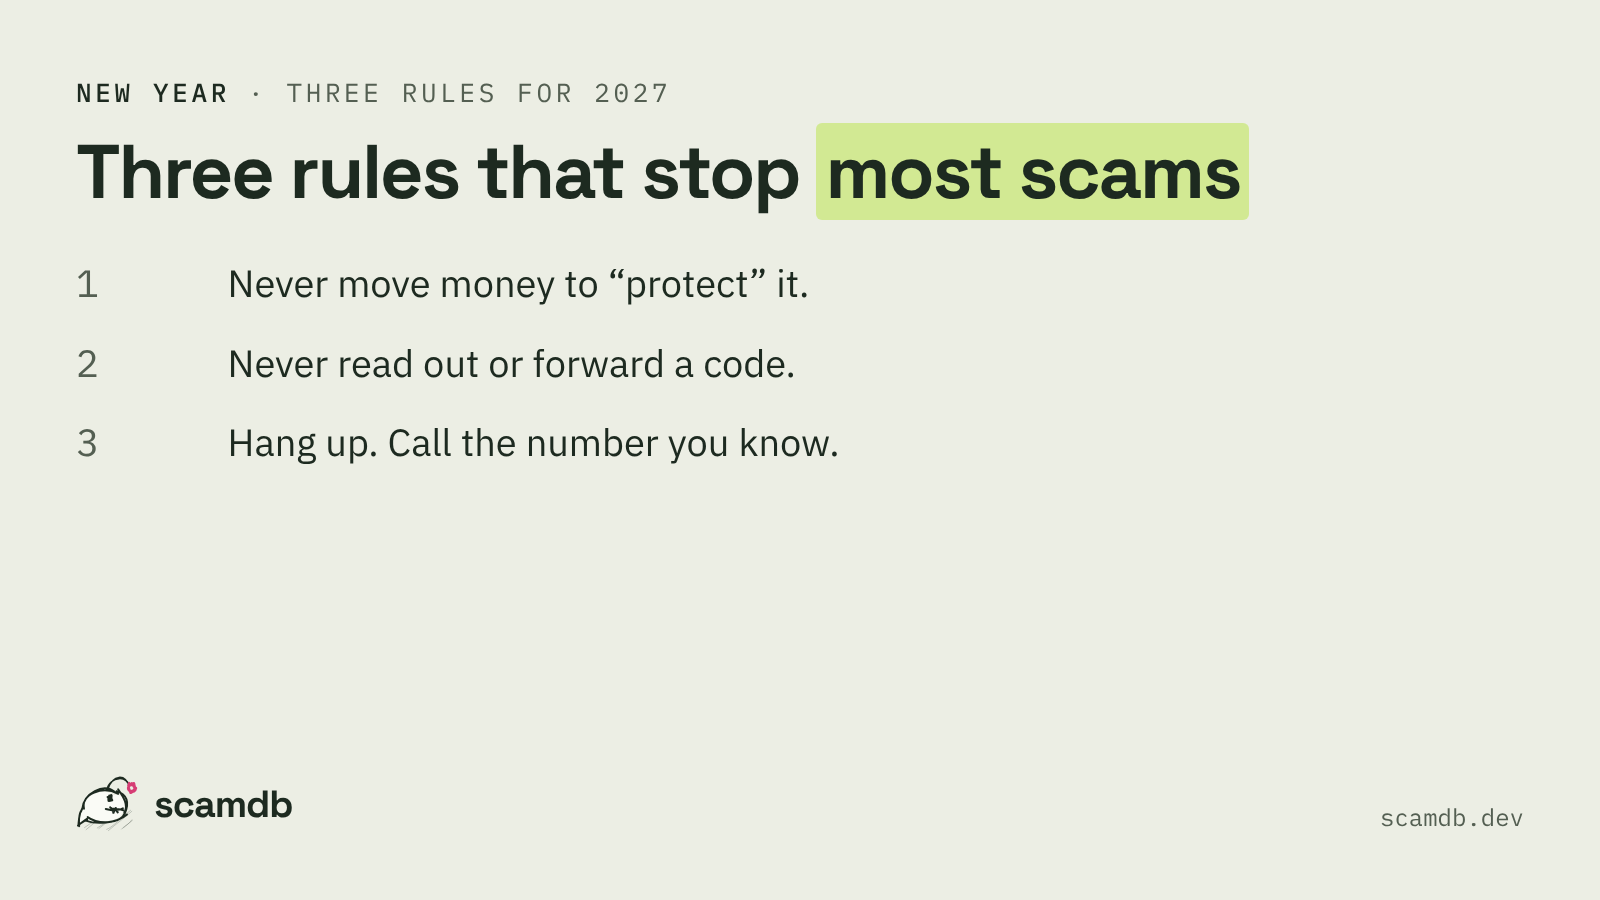 NEW YEAR · THREE RULES FOR 2027
Three rules that stop most scams
1 Never move money to “protect” it.
2 Never read out or forward a code.
3 Hang up. Call the number you know.
scamdb
scamdb.dev